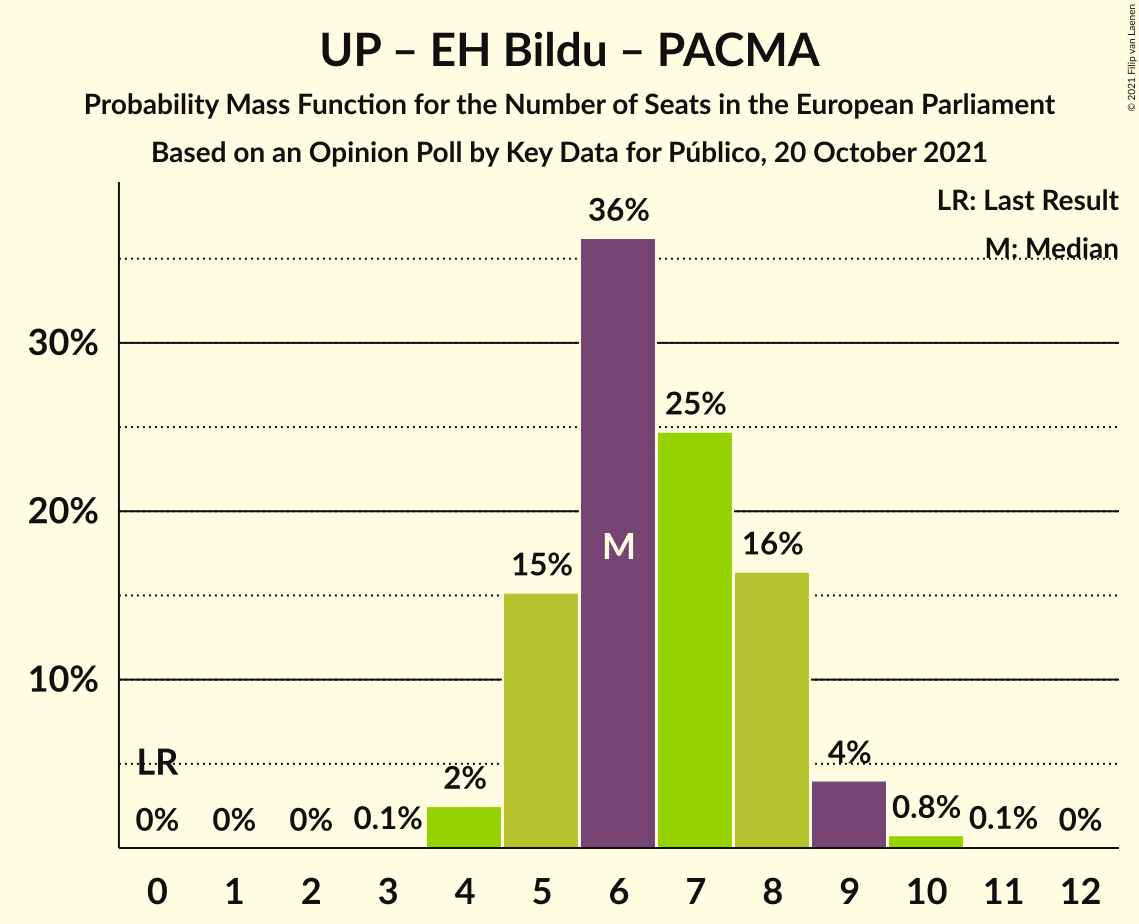 UP – EH Bildu – PACMA
Probability Mass Function for the Number of Seats in the European Parliament
Based on an Opinion Poll by Key Data for Público, 20 October 2021
© 2021 Filip van Laenen
LR: Last Result
M: Median
30%
20%
10%
LR
0%
0%
0%
0.1%
2%
15%
36%
M
25%
16%
4%
0.8%
0.1%
0%
0 1 2 3 4 5 6 7 8 9 10 11 12